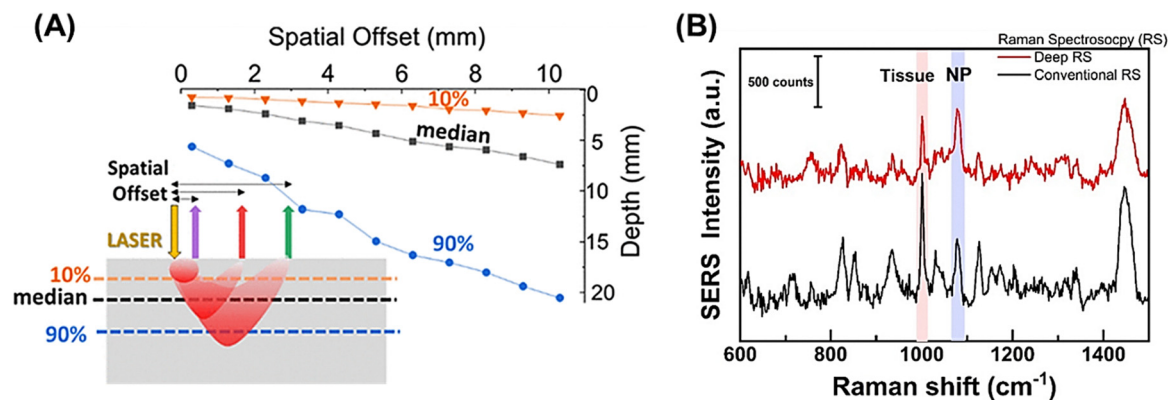 (A)
Spatial Offset (mm)
0 2 4 6 8 10
0
5
10
15
20
Depth (mm)
10%
median
90%
Spatial
Offset
LASER
10%
median
90%
(B)
Raman Spectrosocpy (RS)
Deep RS
Conventional RS
500 counts
Tissue
NP
SERS Intensity (a.u.)
600 800 1000 1200 1400
Raman shift (cm⁻¹)